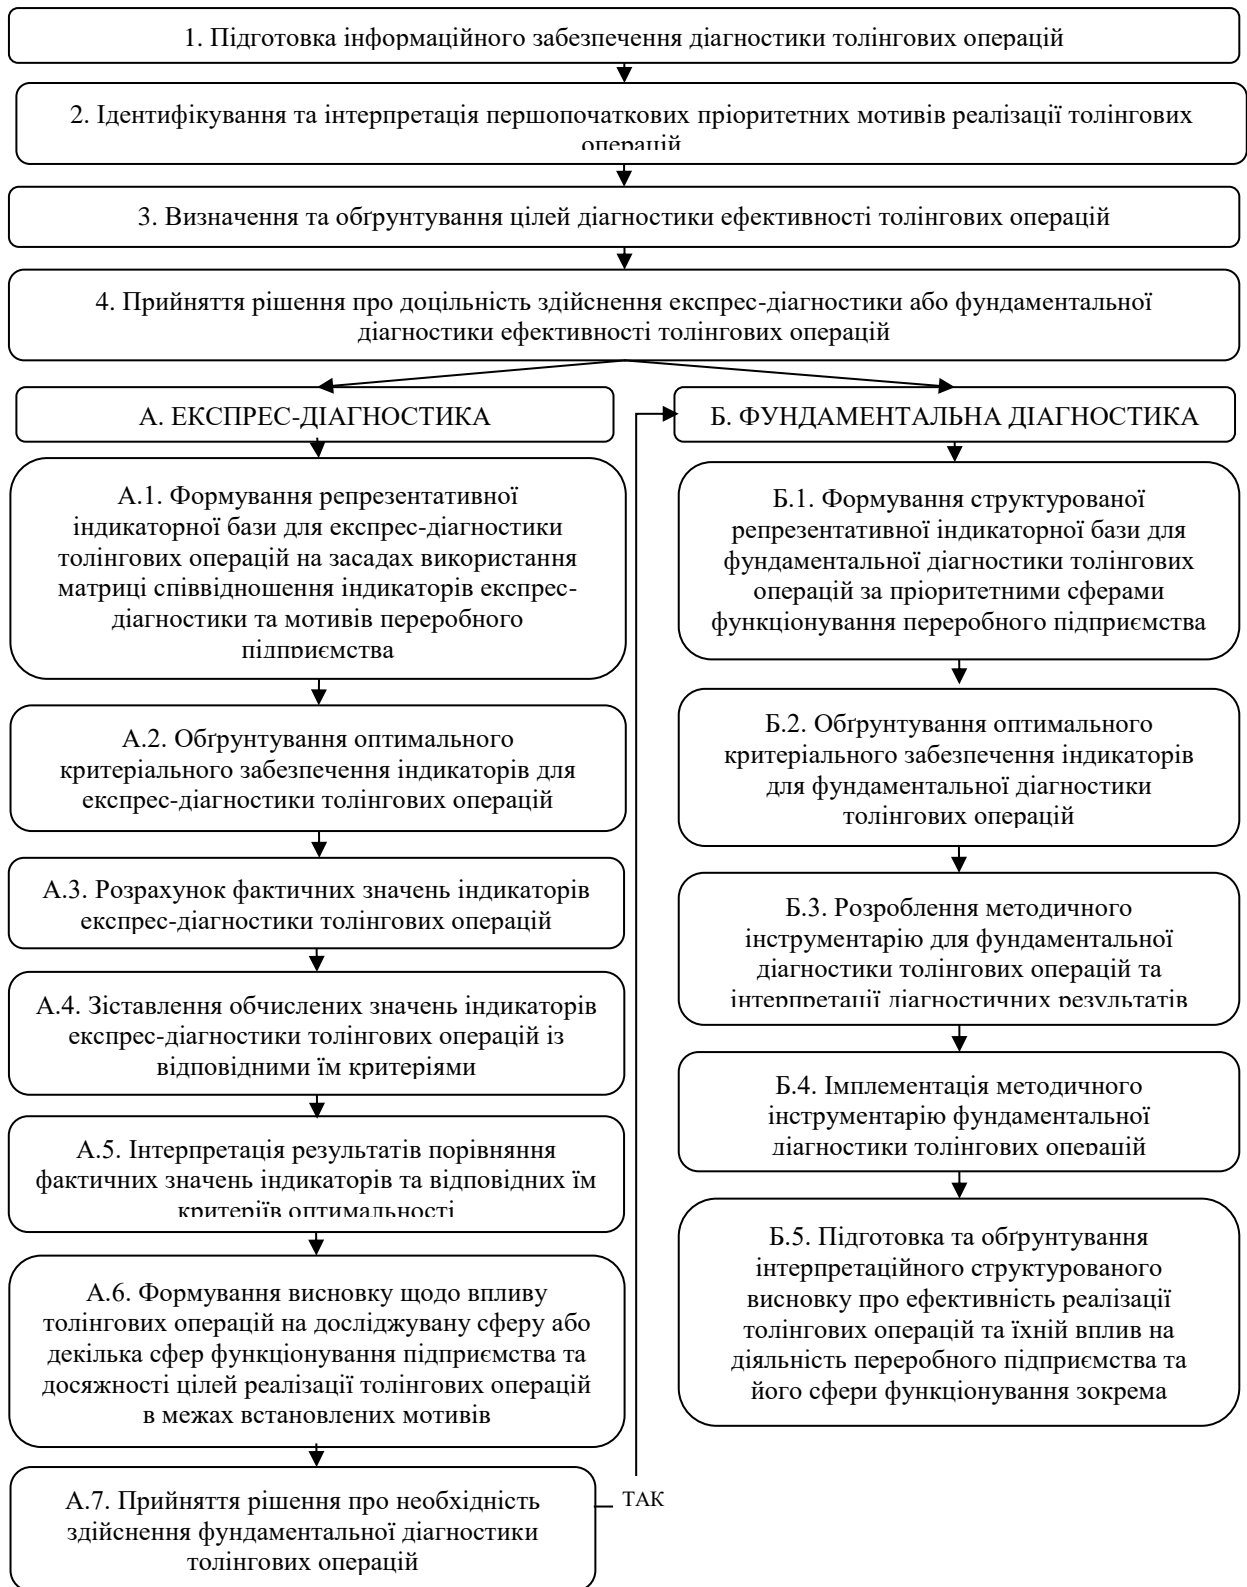 1. Підготовка інформаційного забезпечення діагностики толінгових операцій
2. Ідентифікування та інтерпретація першопочаткових пріоритетних мотивів реалізації толінгових
операцій
3. Визначення та обґрунтування цілей діагностики ефективності толінгових операцій
4. Прийняття рішення про доцільність здійснення експрес-діагностики або фундаментальної
діагностики ефективності толінгових операцій
А. ЕКСПРЕС-ДІАГНОСТИКА
А.1. Формування репрезентативної
індикаторної бази для експрес-діагностики
толінгових операцій на засадах використання
матриці співвідношення індикаторів експрес-
діагностики та мотивів переробного
підприємства
А.2. Обґрунтування оптимального
критеріального забезпечення індикаторів для
експрес-діагностики толінгових операцій
А.3. Розрахунок фактичних значень індикаторів
експрес-діагностики толінгових операцій
А.4. Зіставлення обчислених значень індикаторів
експрес-діагностики толінгових операцій із
відповідними їм критеріями
А.5. Інтерпретація результатів порівняння
фактичних значень індикаторів та відповідних їм
критеріїв оптимальності
А.6. Формування висновку щодо впливу
толінгових операцій на досліджувану сферу або
декілька сфер функціонування підприємства та
досяжності цілей реалізації толінгових операцій
в межах встановлених мотивів
А.7. Прийняття рішення про необхідність
здійснення фундаментальної діагностики
толінгових операцій
ТАК
Б. ФУНДАМЕНТАЛЬНА ДІАГНОСТИКА
Б.1. Формування структурованої
репрезентативної індикаторної бази для
фундаментальної діагностики толінгових
операцій за пріоритетними сферами
функціонування переробного підприємства
Б.2. Обґрунтування оптимального
критеріального забезпечення індикаторів
для фундаментальної діагностики
толінгових операцій
Б.3. Розроблення методичного
інструментарію для фундаментальної
діагностики толінгових операцій та
інтерпретації діагностичних результатів
Б.4. Імплементація методичного
інструментарію фундаментальної
діагностики толінгових операцій
Б.5. Підготовка та обґрунтування
інтерпретаційного структурованого
висновку про ефективність реалізації
толінгових операцій та їхній вплив на
діяльність переробного підприємства та
його сфери функціонування зокрема